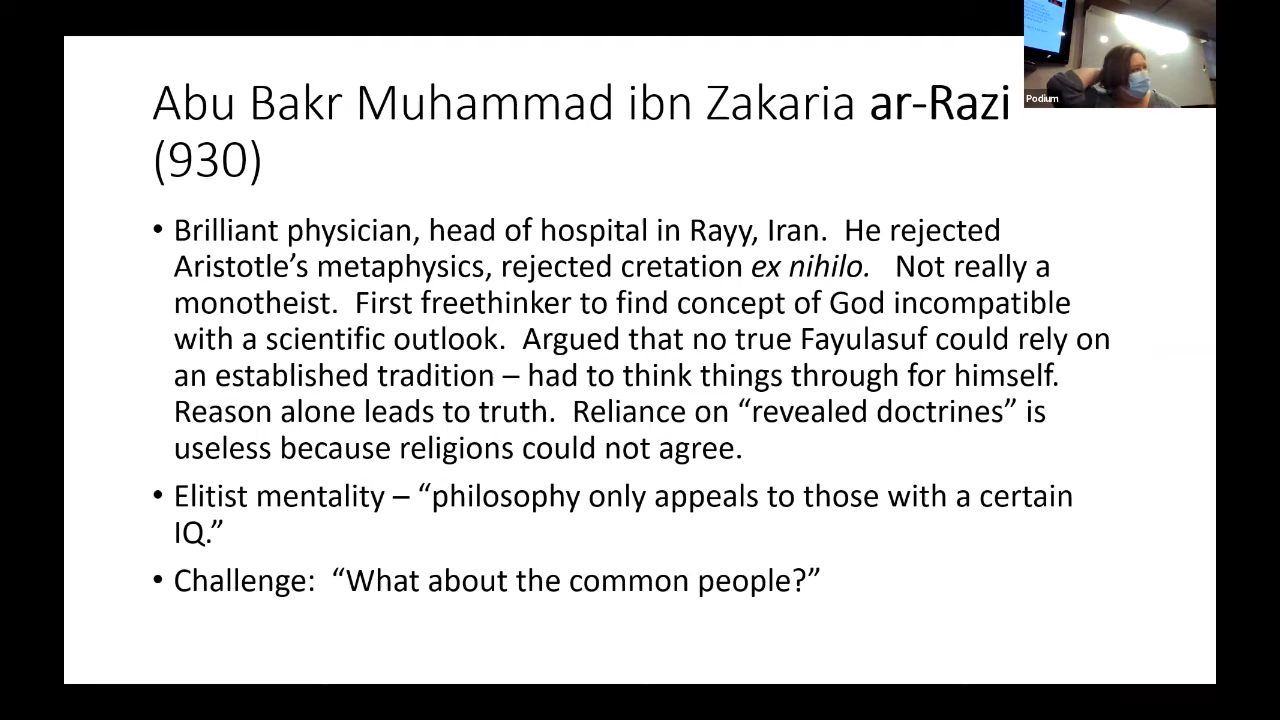 Abu Bakr Muhammad ibn Zakaria ar-Razi
(930)
Podium
• Brilliant physician, head of hospital in Rayy, Iran.  He rejected
Aristotle’s metaphysics, rejected cretation ex nihilo.   Not really a
monotheist.  First freethinker to find concept of God incompatible
with a scientific outlook.  Argued that no true Fayulasuf could rely on
an established tradition – had to think things through for himself.
Reason alone leads to truth.  Reliance on “revealed doctrines” is
useless because religions could not agree.
• Elitist mentality – “philosophy only appeals to those with a certain
IQ.”
• Challenge:  “What about the common people?”